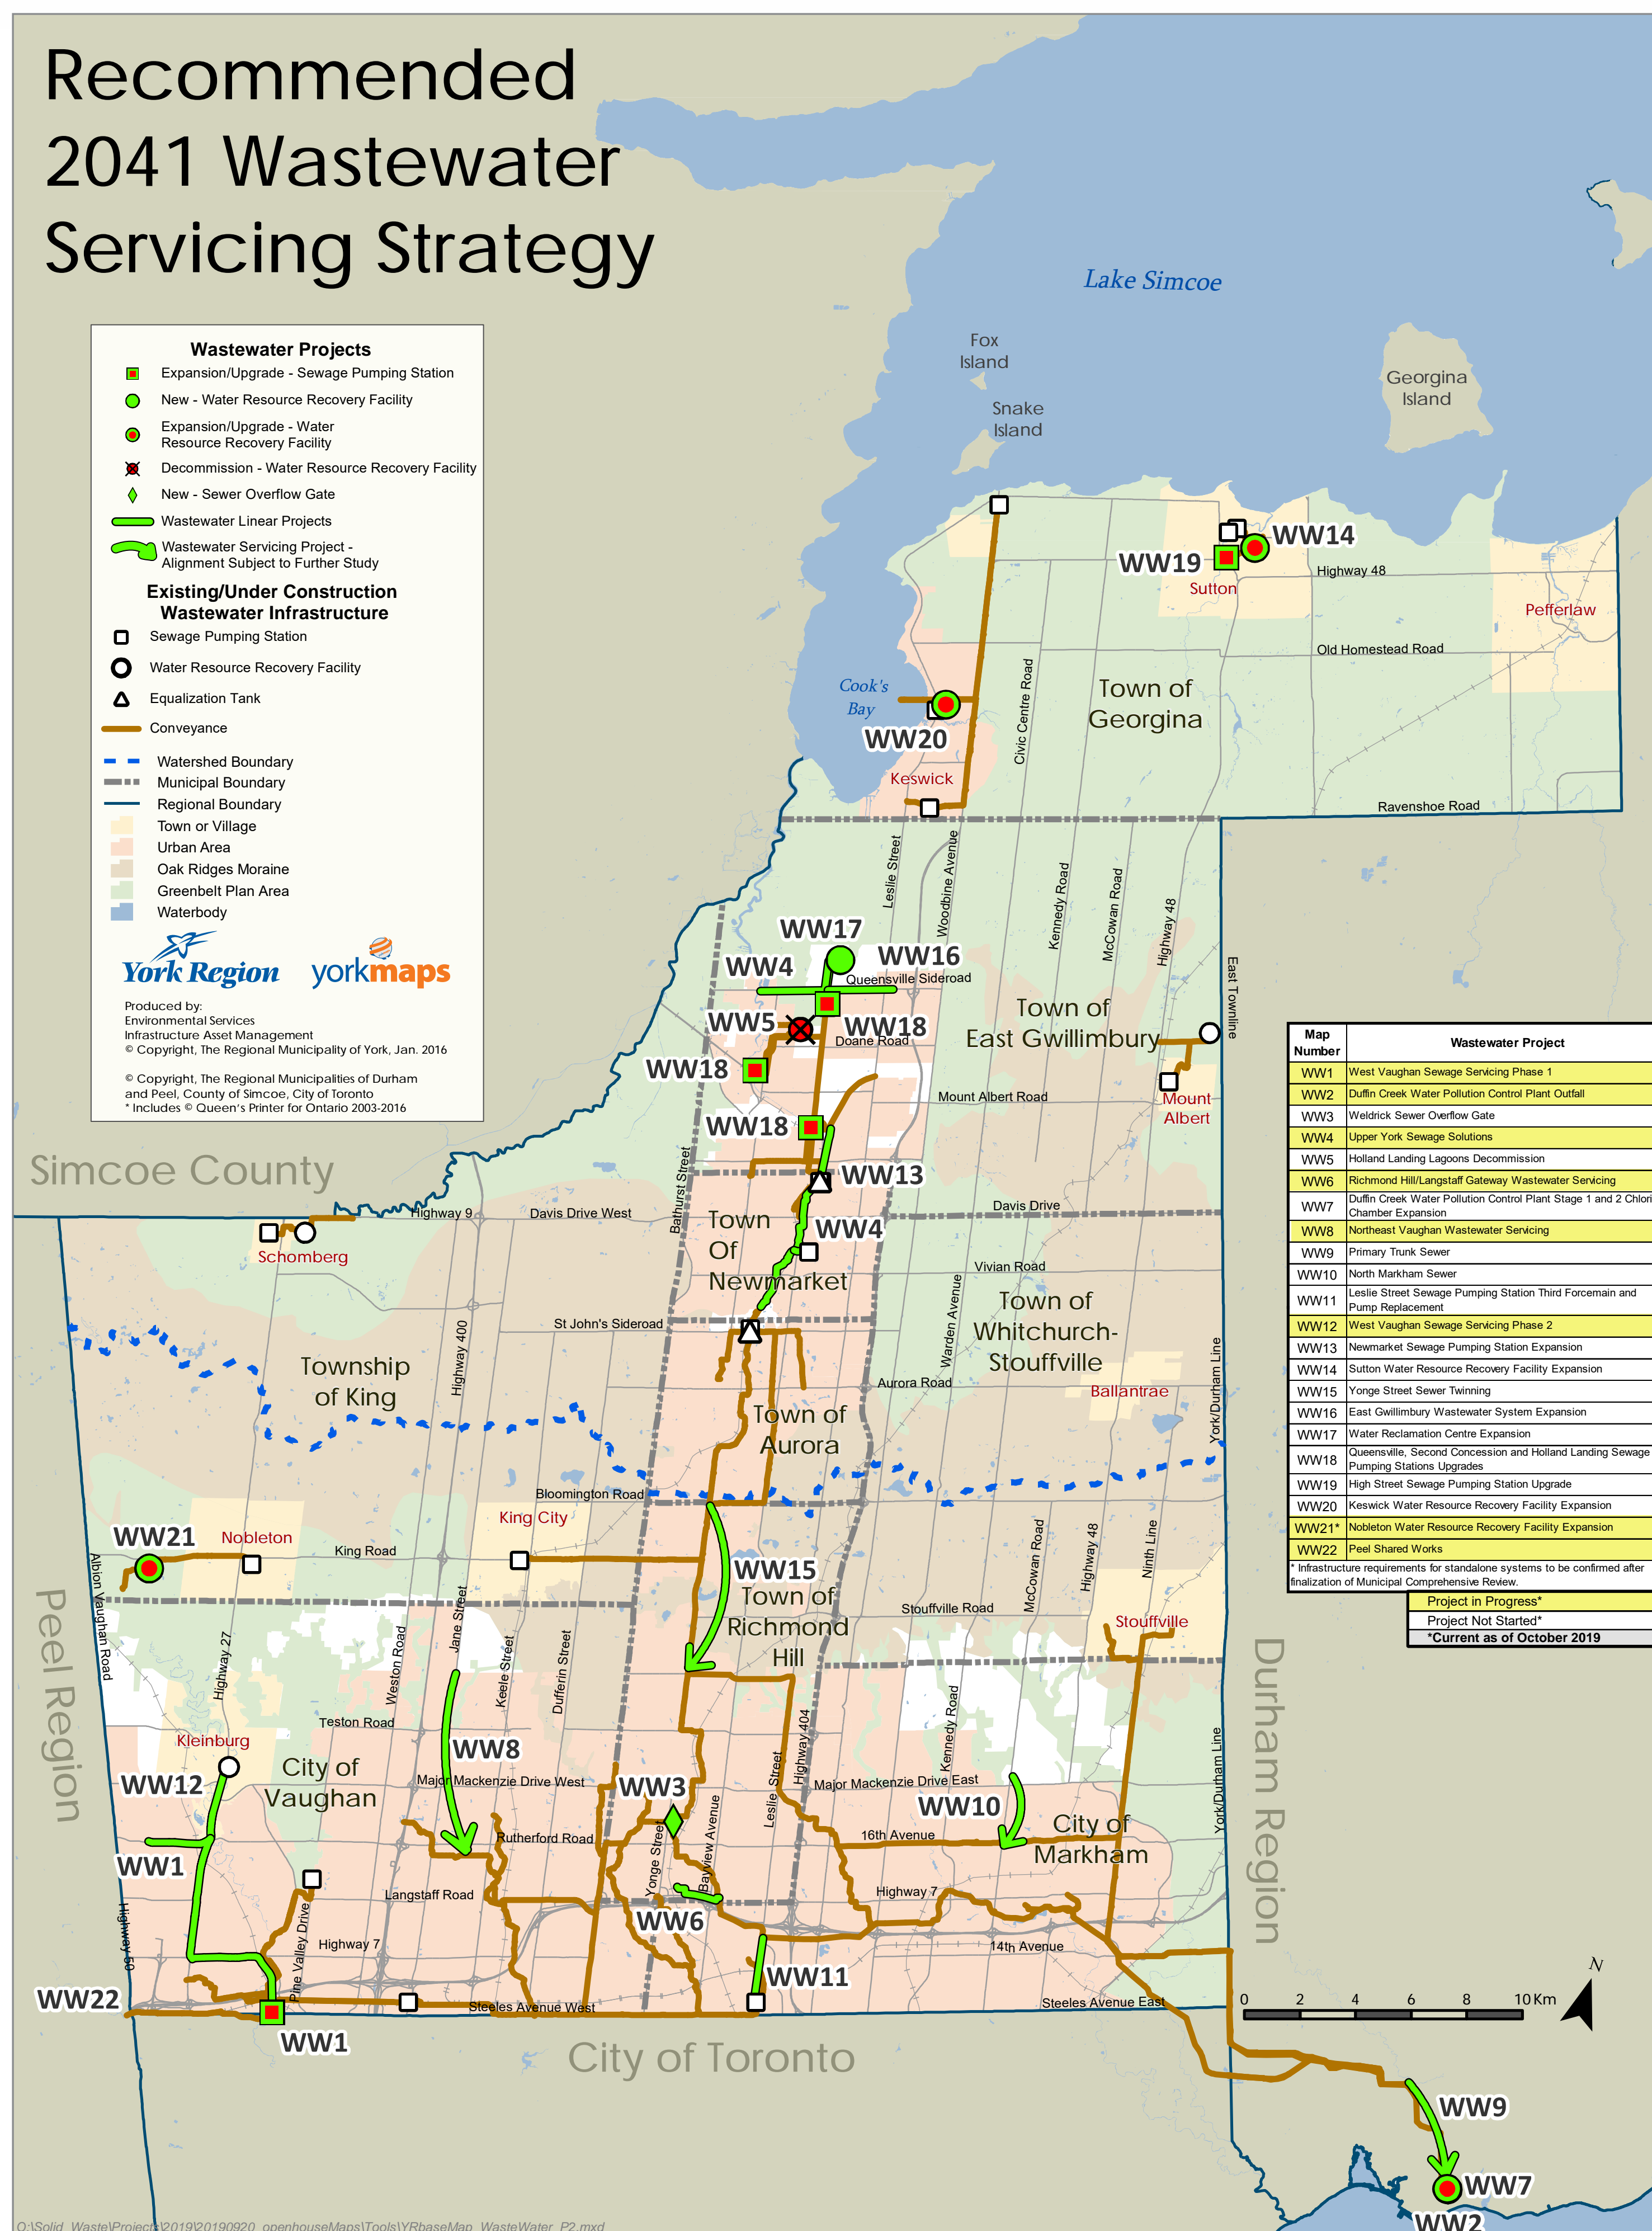 Recommended
2041 Wastewater
Servicing Strategy
Wastewater Projects
Expansion/Upgrade - Sewage Pumping Station
New - Water Resource Recovery Facility
Expansion/Upgrade - Water
Resource Recovery Facility
Decommission - Water Resource Recovery Facility
New - Sewer Overflow Gate
Wastewater Linear Projects
Wastewater Servicing Project -
Alignment Subject to Further Study
Existing/Under Construction
Wastewater Infrastructure
Sewage Pumping Station
Water Resource Recovery Facility
Equalization Tank
Conveyance
Watershed Boundary
Municipal Boundary
Regional Boundary
Town or Village
Urban Area
Oak Ridges Moraine
Greenbelt Plan Area
Waterbody
York Region
yorkmaps
Produced by:
Environmental Services
Infrastructure Asset Management
© Copyright, The Regional Municipality of York, Jan. 2016
© Copyright, The Regional Municipalities of Durham
and Peel, County of Simcoe, City of Toronto
* Includes © Queen's Printer for Ontario 2003-2016
Lake Simcoe
Fox
Island
Snake
Island
Georgina
Island
WW14
WW19
Sutton
Highway 48
Pefferlaw
Old Homestead Road
Cook's
Bay
WW20
Keswick
Civic Centre Road
Town of
Georgina
Ravenshoe Road
Leslie Street
Woodbine Avenue
Kennedy Road
McCowan Road
Highway 48
East Townline
WW17
WW4
WW16
Queensville Sideroad
WW5
WW18
Doane Road
Town of
East Gwillimbury
WW18
Mount Albert Road
Mount
Albert
WW18
Simcoe County
Bathurst Street
WW13
Highway 9
Davis Drive West
Davis Drive
Schomberg
Town
Of
Newmarket
WW4
Vivian Road
Town of
Whitchurch-
Stouffville
Warden Avenue
St John's Sideroad
Highway 400
Township
of King
Aurora Road
Ballantrae
York/Durham Line
Town of
Aurora
Bloomington Road
King City
WW21
Nobleton
King Road
Albion Vaughan Road
WW15
Town of
Richmond
Hill
McCowan Road
Highway 48
Ninth Line
Stouffville Road
Stouffville
Peel Region
Durham Region
Highway 27
Weston Road
Jane Street
Keele Street
Dufferin Street
Teston Road
Kleinburg
WW12
City of
Vaughan
WW8
Major Mackenzie Drive West
WW3
Highway 404
Leslie Street
Kennedy Road
Major Mackenzie Drive East
WW10
City of
Markham
York/Durham Line
Rutherford Road
Yonge Street
Bayview Avenue
16th Avenue
WW1
Langstaff Road
Highway 7
WW6
Highway 50
Pine Valley Drive
Highway 7
14th Avenue
WW11
WW22
Steeles Avenue West
Steeles Avenue East
WW1
City of Toronto
N
0 2 4 6 8 10 Km
WW9
WW7
WW2
Map
Number
Wastewater Project
WW1 West Vaughan Sewage Servicing Phase 1
WW2 Duffin Creek Water Pollution Control Plant Outfall
WW3 Weldrick Sewer Overflow Gate
WW4 Upper York Sewage Solutions
WW5 Holland Landing Lagoons Decommission
WW6 Richmond Hill/Langstaff Gateway Wastewater Servicing
WW7 Duffin Creek Water Pollution Control Plant Stage 1 and 2 Chlori
Chamber Expansion
WW8 Northeast Vaughan Wastewater Servicing
WW9 Primary Trunk Sewer
WW10 North Markham Sewer
WW11 Leslie Street Sewage Pumping Station Third Forcemain and
Pump Replacement
WW12 West Vaughan Sewage Servicing Phase 2
WW13 Newmarket Sewage Pumping Station Expansion
WW14 Sutton Water Resource Recovery Facility Expansion
WW15 Yonge Street Sewer Twinning
WW16 East Gwillimbury Wastewater System Expansion
WW17 Water Reclamation Centre Expansion
WW18 Queensville, Second Concession and Holland Landing Sewage
Pumping Stations Upgrades
WW19 High Street Sewage Pumping Station Upgrade
WW20 Keswick Water Resource Recovery Facility Expansion
WW21* Nobleton Water Resource Recovery Facility Expansion
WW22 Peel Shared Works
* Infrastructure requirements for standalone systems to be confirmed after
finalization of Municipal Comprehensive Review.
Project in Progress*
Project Not Started*
*Current as of October 2019
O:\Solid_Waste\Projects\2019\20190920_openhouseMaps\Tools\YRbaseMap_WasteWater_P2.mxd